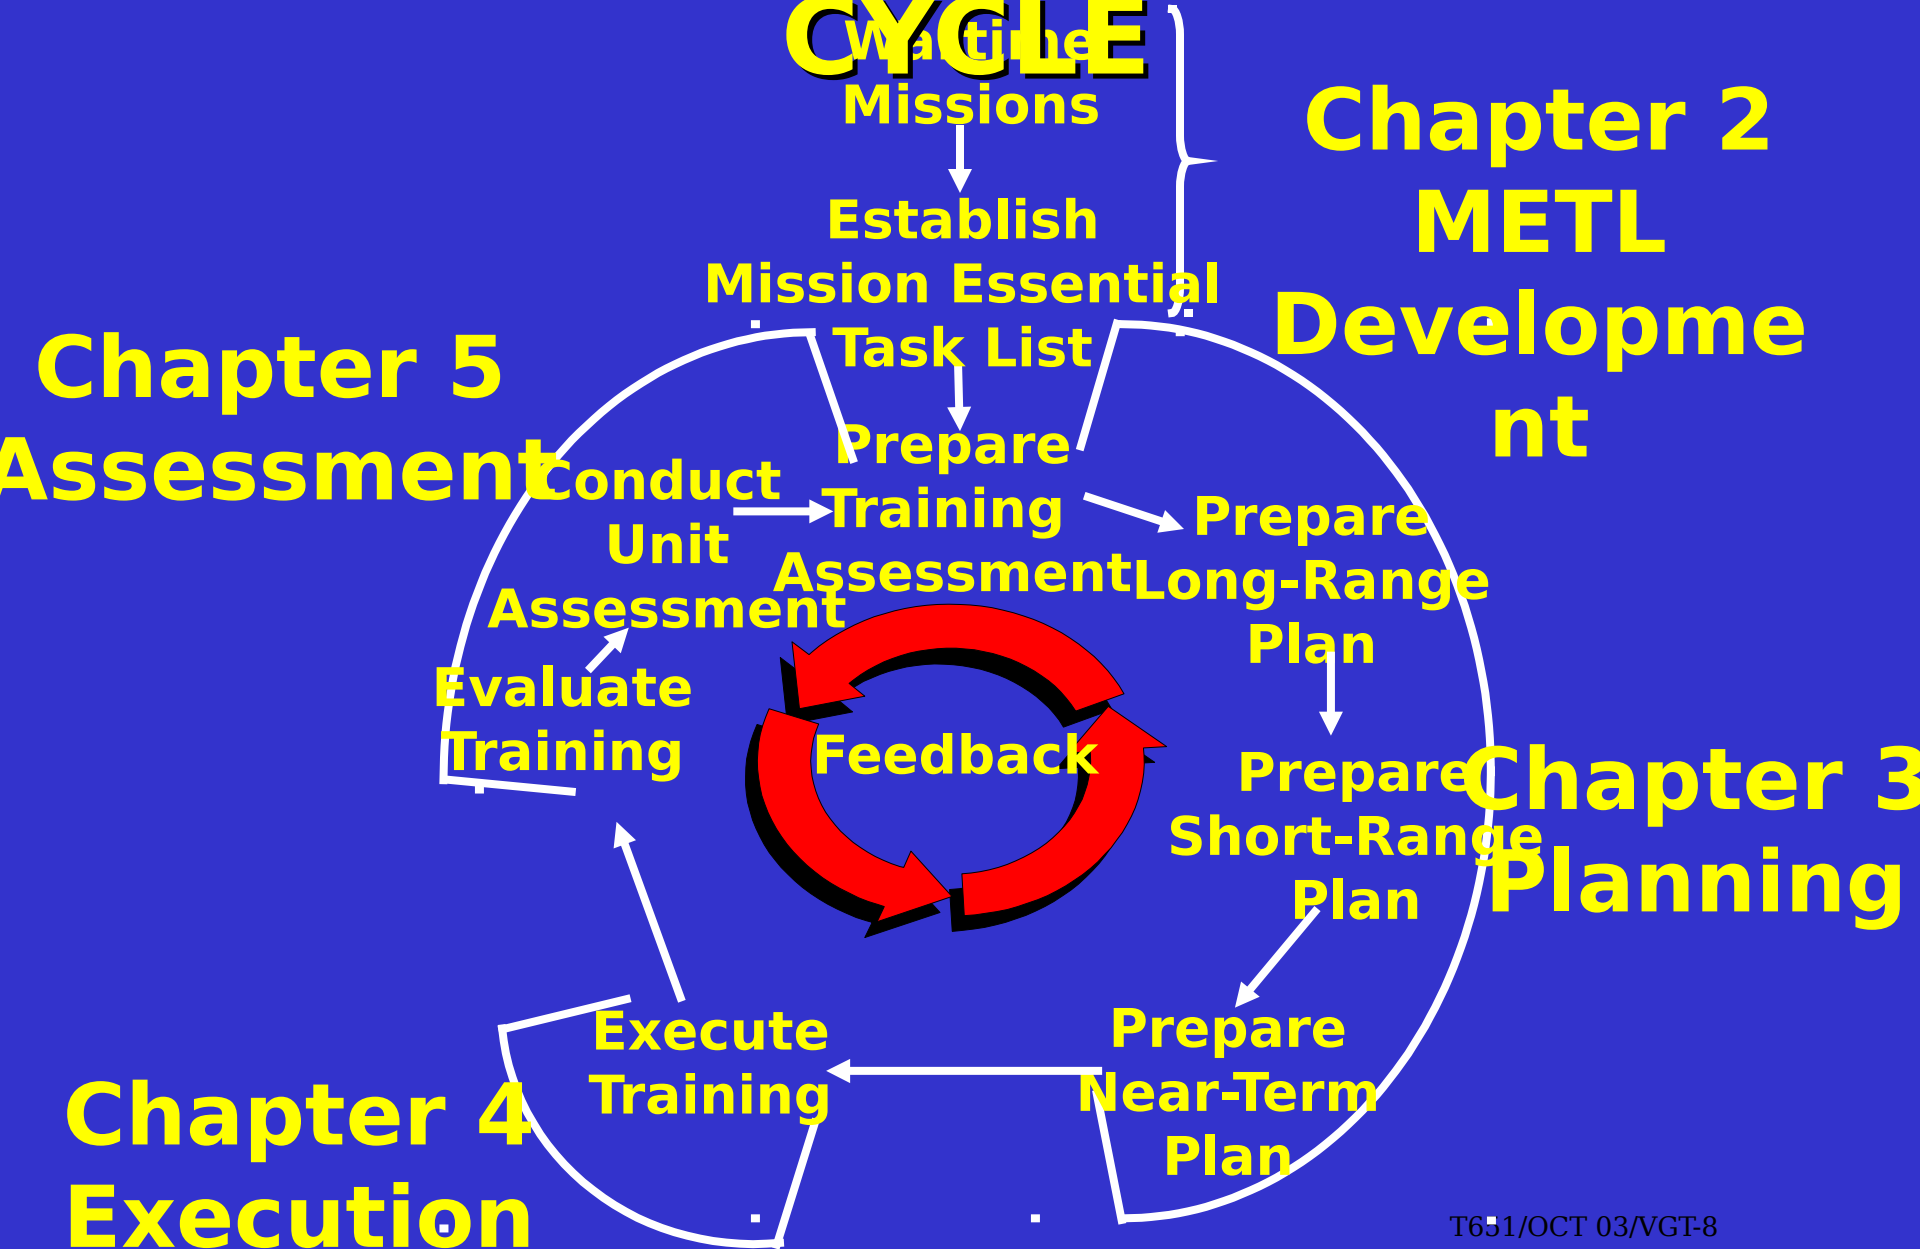 CYCLE
Wartime
Missions
Establish
Mission Essential
Task List
Chapter 2
METL
Developme
nt
Chapter 5
Assessment
Conduct
Unit
Assessment
Prepare
Training
Assessment
Prepare
Long-Range
Plan
Evaluate
Training
Feedback
Prepare
Short-Range
Plan
Chapter 3
Planning
Execute
Training
Prepare
Near-Term
Plan
Chapter 4
Execution
T651/OCT 03/VGT-8